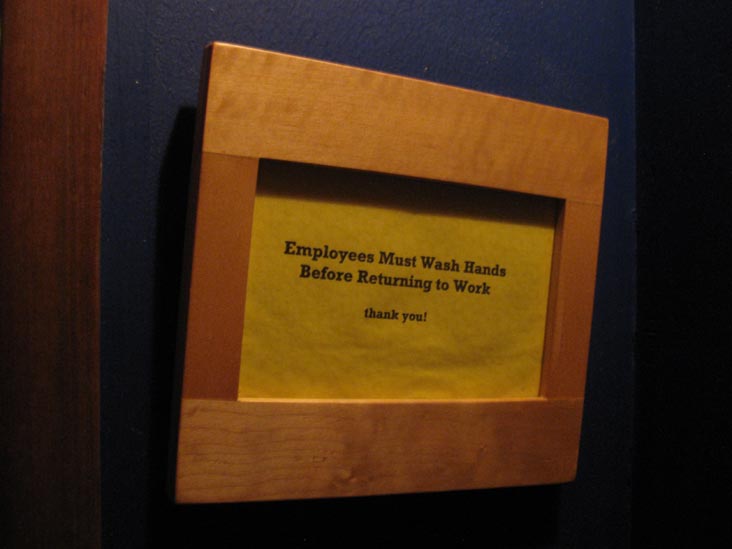 Employees Must Wash Hands
Before Returning to Work
thank you!